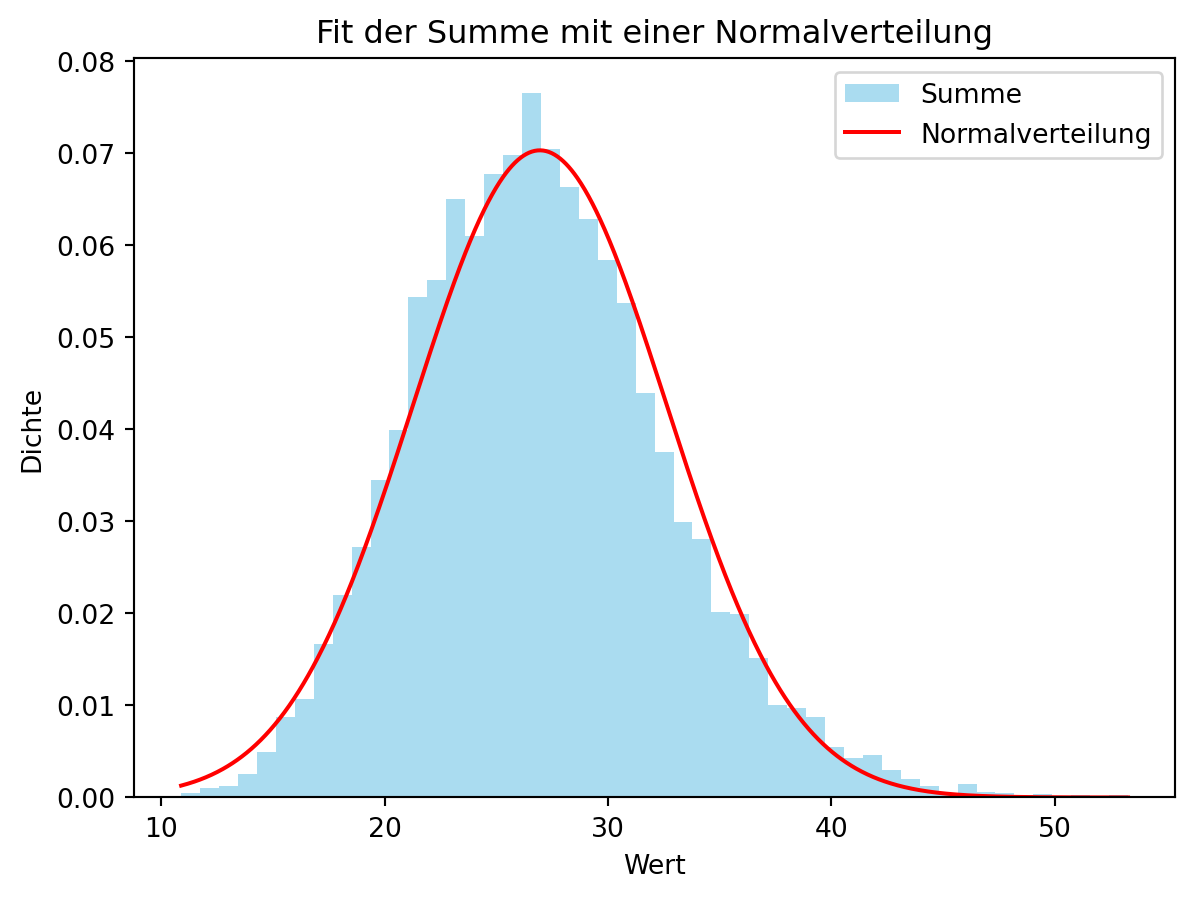 Fit der Summe mit einer Normalverteilung
Summe
Normalverteilung
Dichte
0.08
0.07
0.06
0.05
0.04
0.03
0.02
0.01
0.00
10 20 30 40 50
Wert